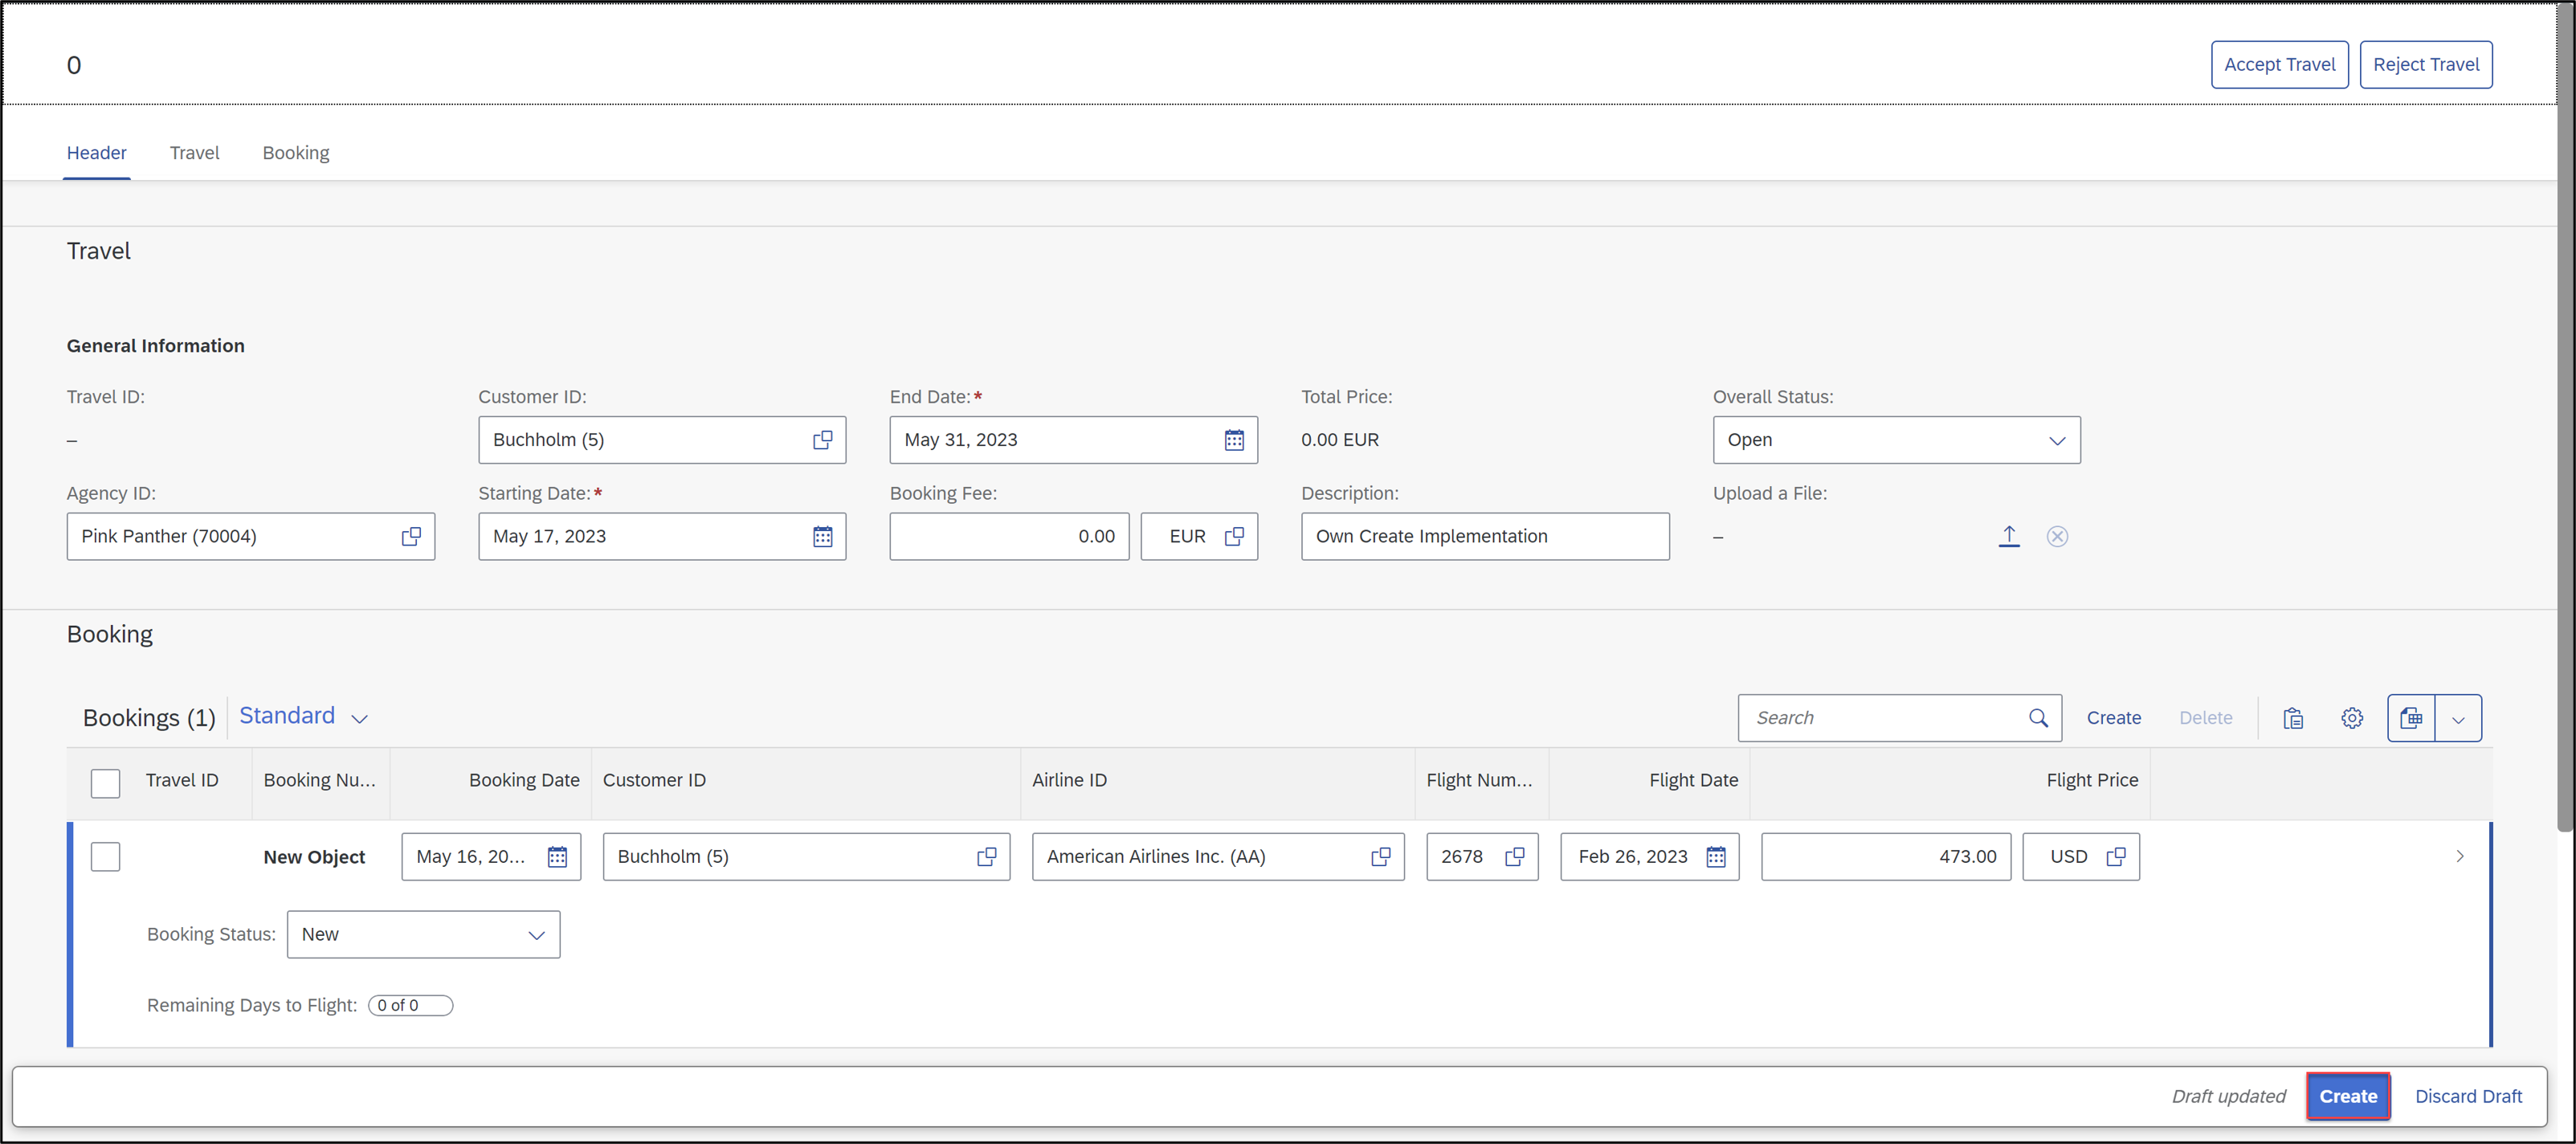 0 Accept Travel Reject Travel
Header Travel Booking
Travel
General Information
Travel ID: Customer ID: End Date:* Total Price: Overall Status:
– Buchholm (5) May 31, 2023 0.00 EUR Open
Agency ID: Starting Date:* Booking Fee: Description: Upload a File:
Pink Panther (70004) May 17, 2023 0.00 EUR Own Create Implementation –
Booking
Bookings (1) Standard Search Create Delete
Travel ID Booking Nu... Booking Date Customer ID Airline ID Flight Num... Flight Date Flight Price
New Object May 16, 20... Buchholm (5) American Airlines Inc. (AA) 2678 Feb 26, 2023 473.00 USD
Booking Status: New
Remaining Days to Flight: 0 of 0
Draft updated Create Discard Draft